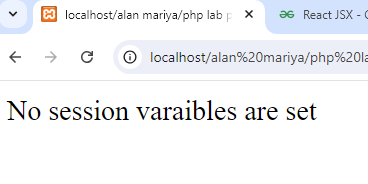 localhost/alan mariya/php lab p
React JSX - G
localhost/alan%20mariya/php%20la
No session varaibles are set